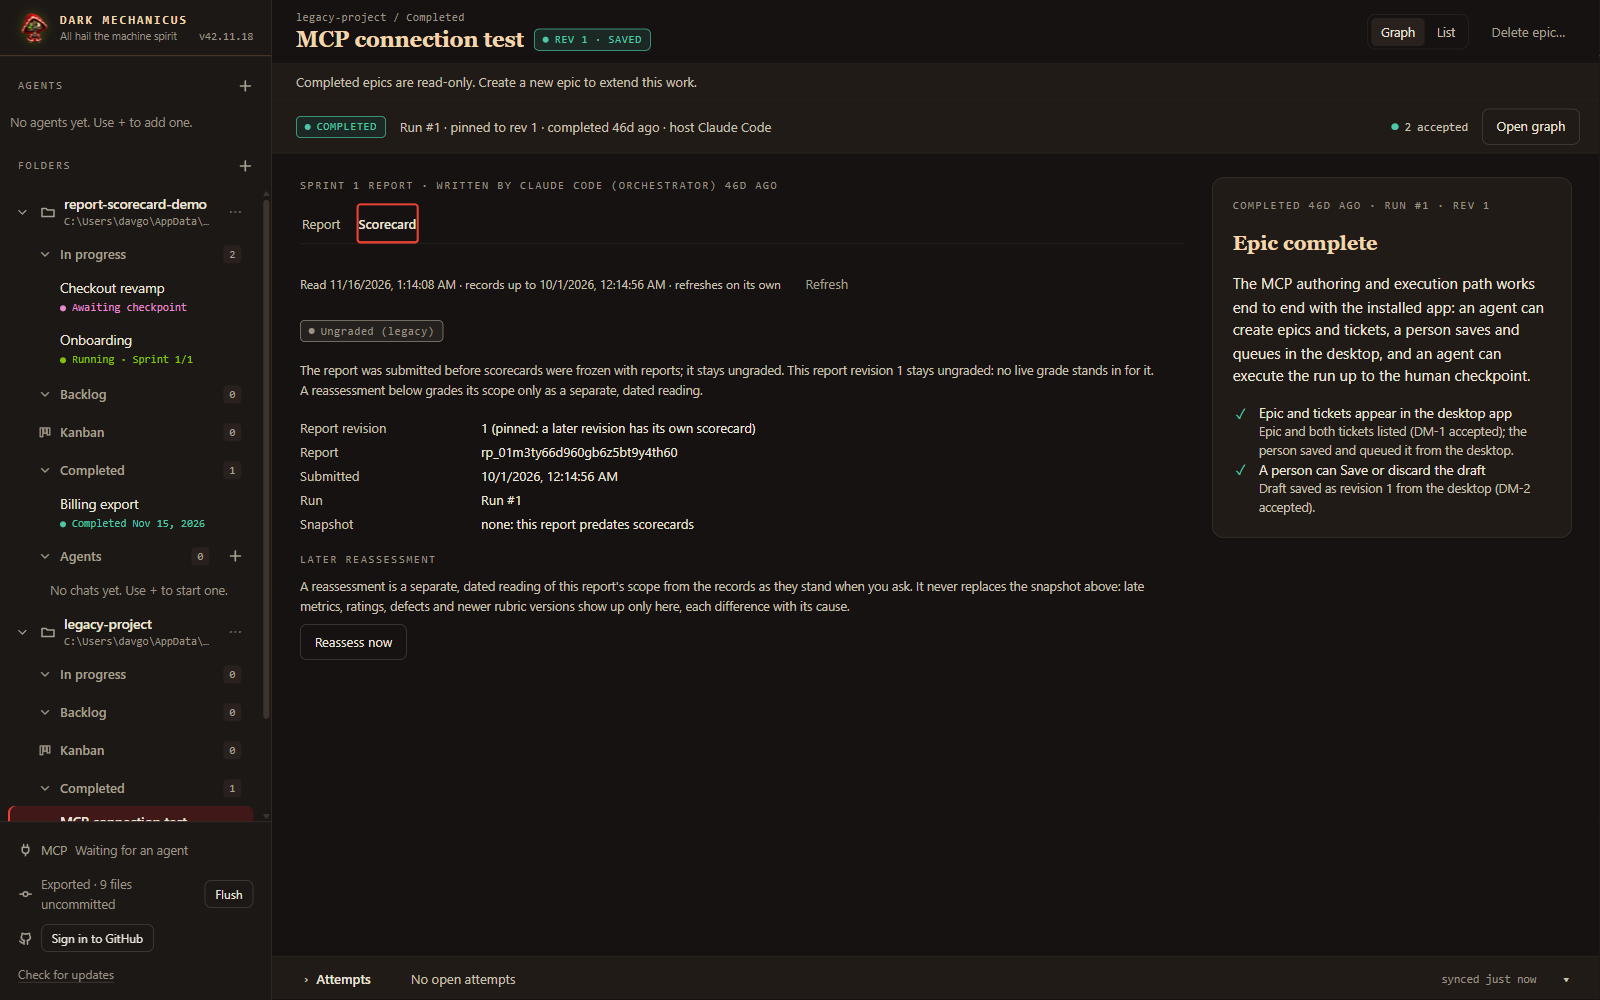 DARK MECHANICUS
All hail the machine spirit v42.11.18
AGENTS
No agents yet. Use + to add one.
FOLDERS
report-scorecard-demo
C:\Users\davgo\AppData\…
In progress 2
Checkout revamp
Awaiting checkpoint
Onboarding
Running · Sprint 1/1
Backlog 0
Kanban 0
Completed 1
Billing export
Completed Nov 15, 2026
Agents 0
No chats yet. Use + to start one.
legacy-project
C:\Users\davgo\AppData\…
In progress 0
Backlog 0
Kanban 0
Completed 1
MCP connection test
MCP Waiting for an agent
Exported · 9 files
uncommitted
Flush
Sign in to GitHub
Check for updates
legacy-project / Completed
MCP connection test
REV 1 · SAVED
Graph
List
Delete epic…
Completed epics are read-only. Create a new epic to extend this work.
COMPLETED
Run #1 · pinned to rev 1 · completed 46d ago · host Claude Code
2 accepted
Open graph
SPRINT 1 REPORT · WRITTEN BY CLAUDE CODE (ORCHESTRATOR) 46D AGO
Report
Scorecard
Read 11/16/2026, 1:14:08 AM · records up to 10/1/2026, 12:14:56 AM · refreshes on its own
Refresh
Ungraded (legacy)
The report was submitted before scorecards were frozen with reports; it stays ungraded. This report revision 1 stays ungraded: no live grade stands in for it.
A reassessment below grades its scope only as a separate, dated reading.
Report revision 1 (pinned: a later revision has its own scorecard)
Report rp_01m3ty66d960gb6z5bt9y4th60
Submitted 10/1/2026, 12:14:56 AM
Run Run #1
Snapshot none: this report predates scorecards
LATER REASSESSMENT
A reassessment is a separate, dated reading of this report's scope from the records as they stand when you ask. It never replaces the snapshot above: late
metrics, ratings, defects and newer rubric versions show up only here, each difference with its cause.
Reassess now
COMPLETED 46D AGO · RUN #1 · REV 1
Epic complete
The MCP authoring and execution path works
end to end with the installed app: an agent can
create epics and tickets, a person saves and
queues in the desktop, and an agent can
execute the run up to the human checkpoint.
Epic and tickets appear in the desktop app
Epic and both tickets listed (DM-1 accepted); the
person saved and queued it from the desktop.
A person can Save or discard the draft
Draft saved as revision 1 from the desktop (DM-2
accepted).
Attempts
No open attempts
synced just now